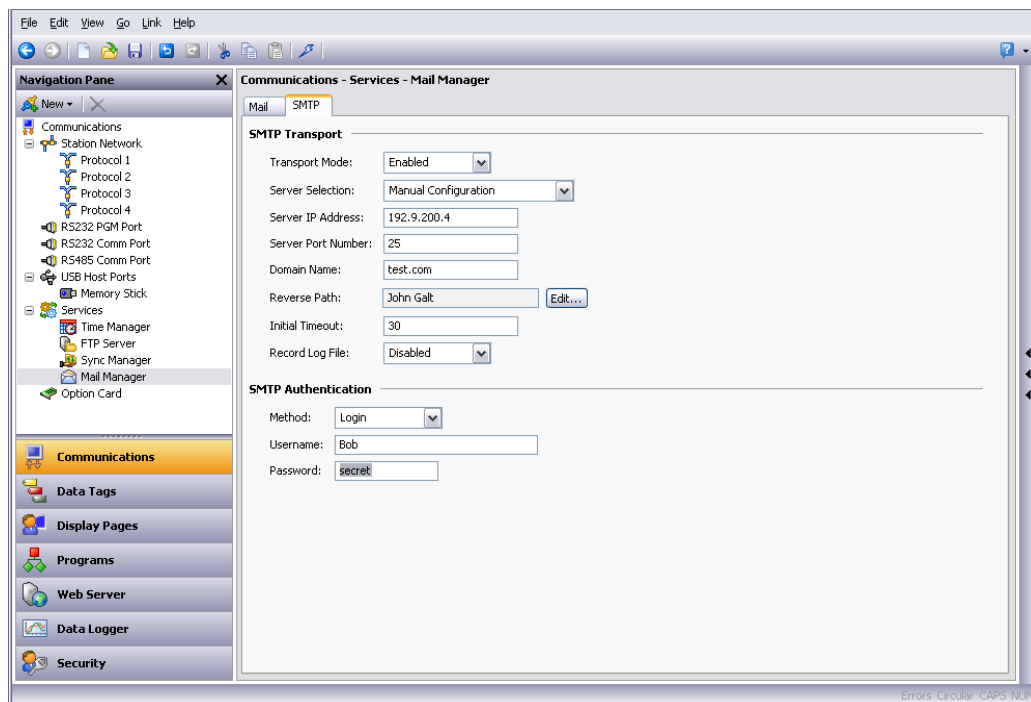 File Edit View Go Link Help
Navigation Pane X
New
Communications
Station Network
Protocol 1
Protocol 2
Protocol 3
Protocol 4
RS232 PGM Port
RS232 Comm Port
RS485 Comm Port
USB Host Ports
Memory Stick
Services
Time Manager
FTP Server
Sync Manager
Mail Manager
Option Card
Communications
Data Tags
Display Pages
Programs
Web Server
Data Logger
Security
Communications - Services - Mail Manager
Mail SMTP
SMTP Transport
Transport Mode: Enabled
Server Selection: Manual Configuration
Server IP Address: 192.9.200.4
Server Port Number: 25
Domain Name: test.com
Reverse Path: John Galt Edit...
Initial Timeout: 30
Record Log File: Disabled
SMTP Authentication
Method: Login
Username: Bob
Password: secret
Errors Circular CAPS NUM